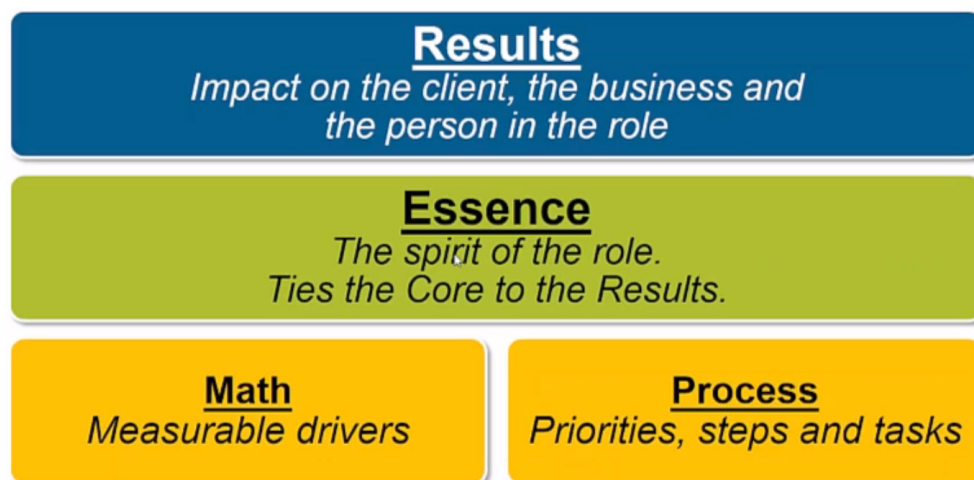 Results
Impact on the client, the business and
the person in the role
Essence
The spirit of the role.
Ties the Core to the Results.
Math
Measurable drivers
Process
Priorities, steps and tasks